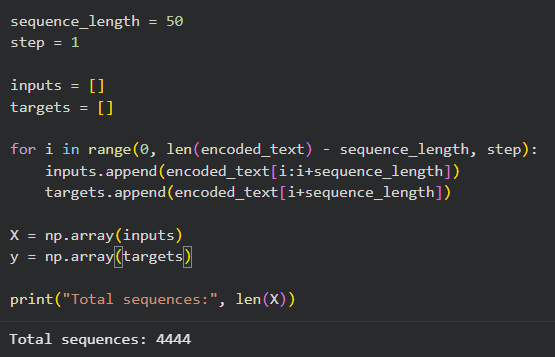 sequence_length = 50
step = 1
inputs = []
targets = []
for i in range(0, len(encoded_text) - sequence_length, step):
    inputs.append(encoded_text[i:i+sequence_length])
    targets.append(encoded_text[i+sequence_length])
X = np.array(inputs)
y = np.array(targets)
print("Total sequences:", len(X))
Total sequences: 4444